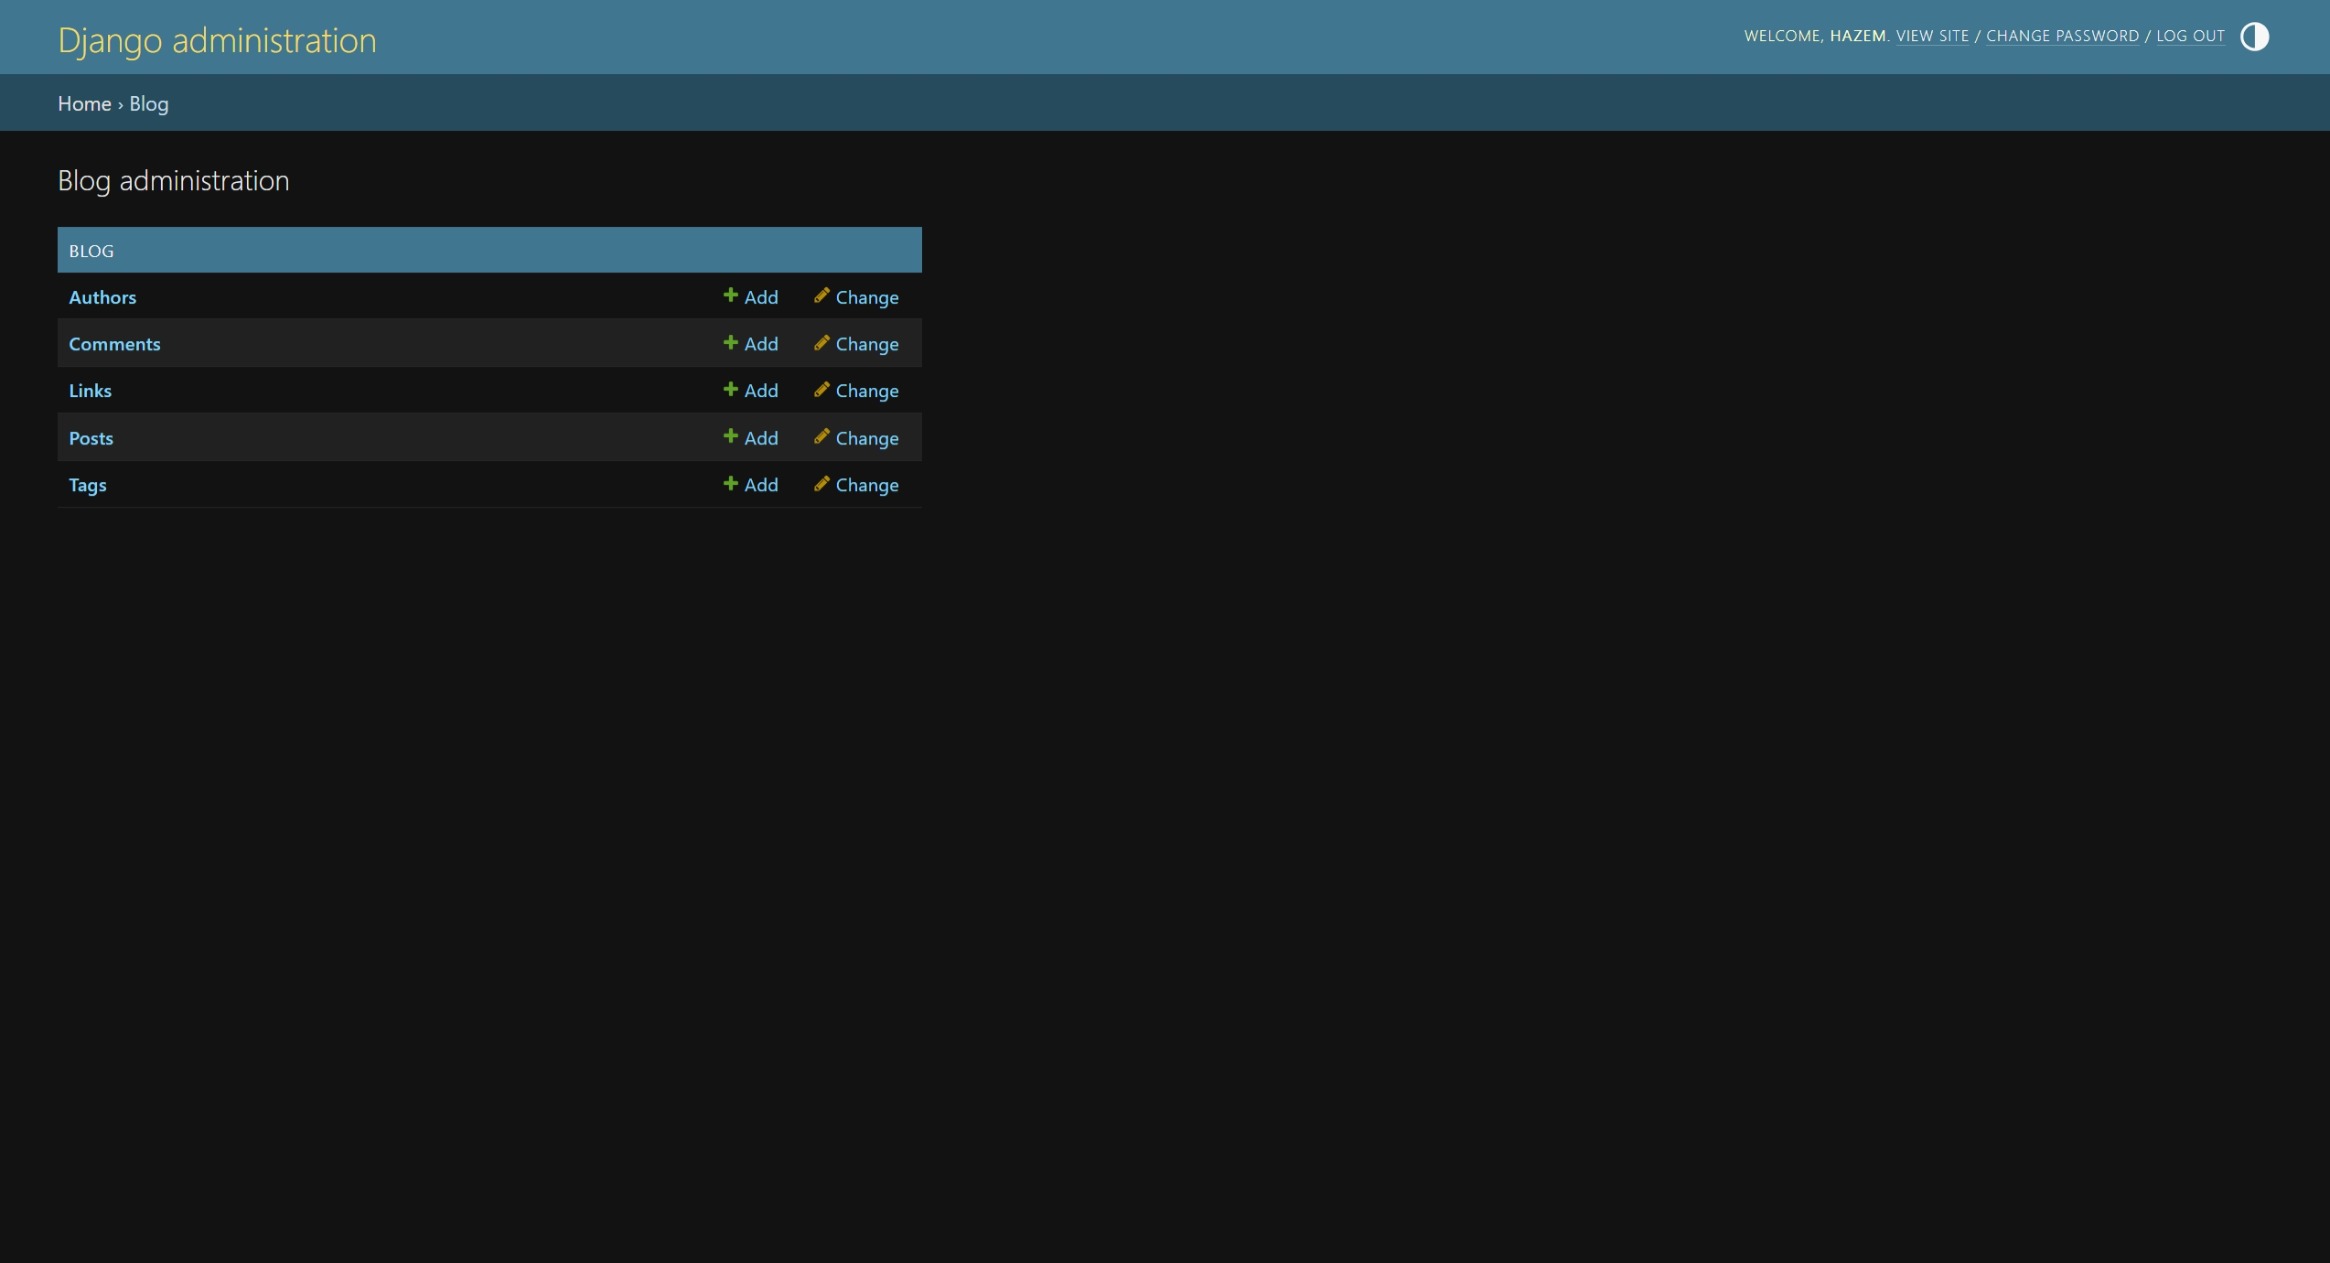 Django administration
WELCOME, HAZEM. VIEW SITE / CHANGE PASSWORD / LOG OUT
Home › Blog
Blog administration
BLOG
Authors Add Change
Comments Add Change
Links Add Change
Posts Add Change
Tags Add Change